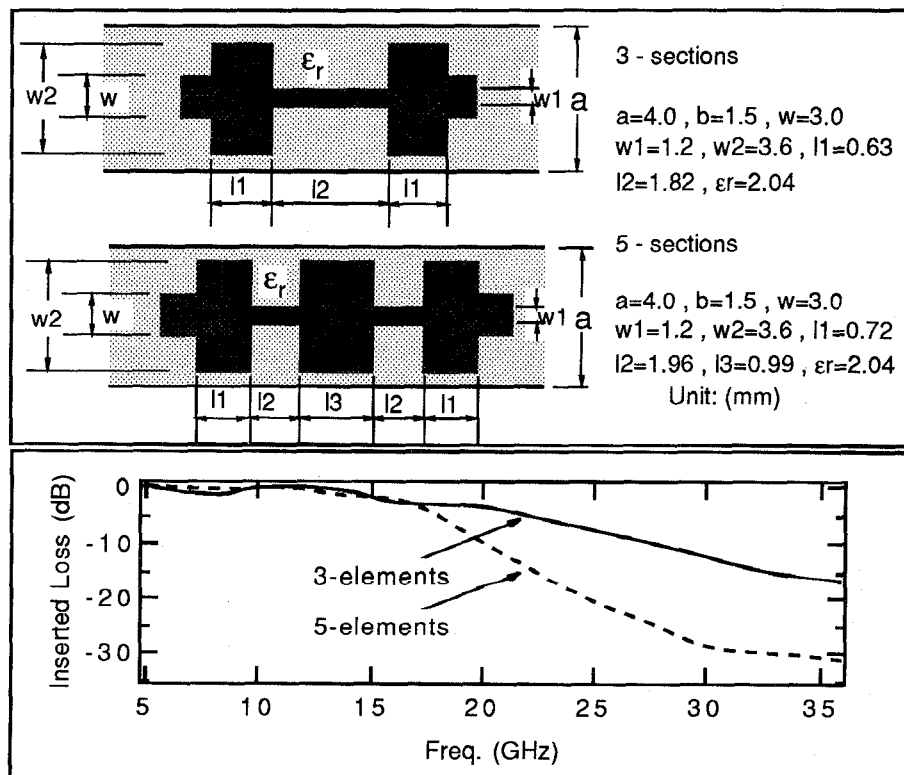 w2
w
εr
w1
a
l1
l2
l1
3 - sections
a=4.0 , b=1.5 , w=3.0
w1=1.2 , w2=3.6 , l1=0.63
l2=1.82 , εr=2.04
w2
w
εr
w1
a
l1
l2
l3
l2
l1
5 - sections
a=4.0 , b=1.5 , w=3.0
w1=1.2 , w2=3.6 , l1=0.72
l2=1.96 , l3=0.99 , εr=2.04
Unit: (mm)
Inserted Loss (dB)
0
-10
-20
-30
3-elements
5-elements
5
10
15
20
25
30
35
Freq. (GHz)